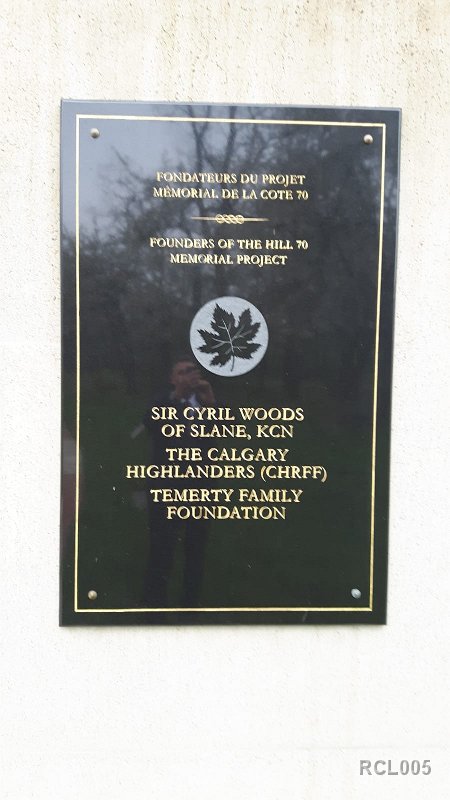 FONDATEURS DU PROJET
MÉMORIAL DE LA COTE 70
FOUNDERS OF THE HILL 70
MEMORIAL PROJECT
SIR CYRIL WOODS
OF SLANE, KCN
THE CALGARY
HIGHLANDERS (CHRFF)
TEMERTY FAMILY
FOUNDATION
RCL005